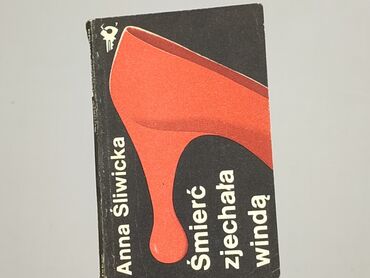 Anna Śliwicka
Śmierć
zjechała
windą